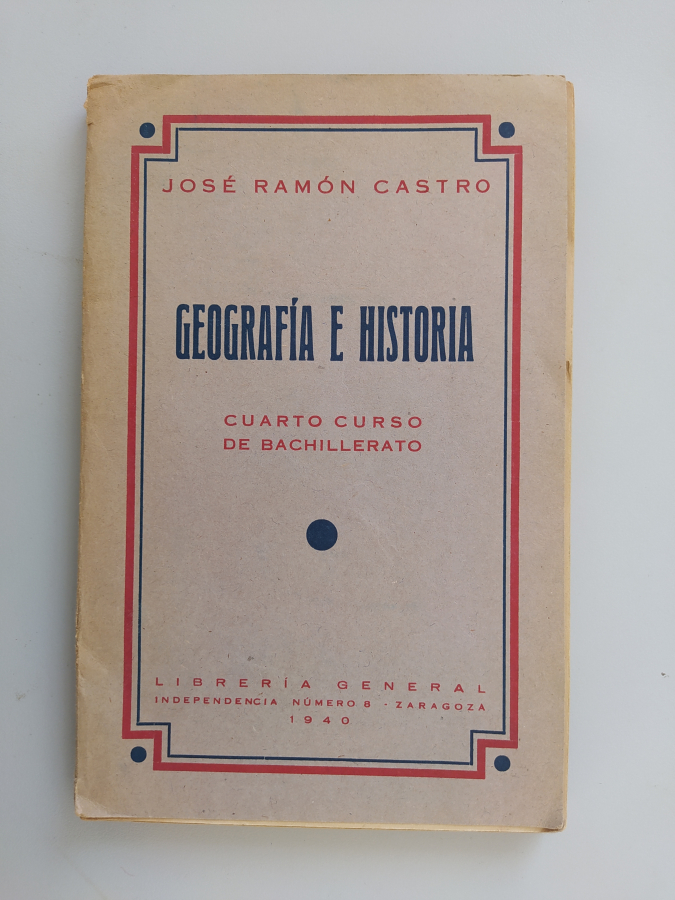 JOSÉ RAMÓN CASTRO
GEOGRAFÍA E HISTORIA
CUARTO CURSO
DE BACHILLERATO
LIBRERÍA GENERAL
INDEPENDENCIA NÚMERO 8 - ZARAGOZA
1940